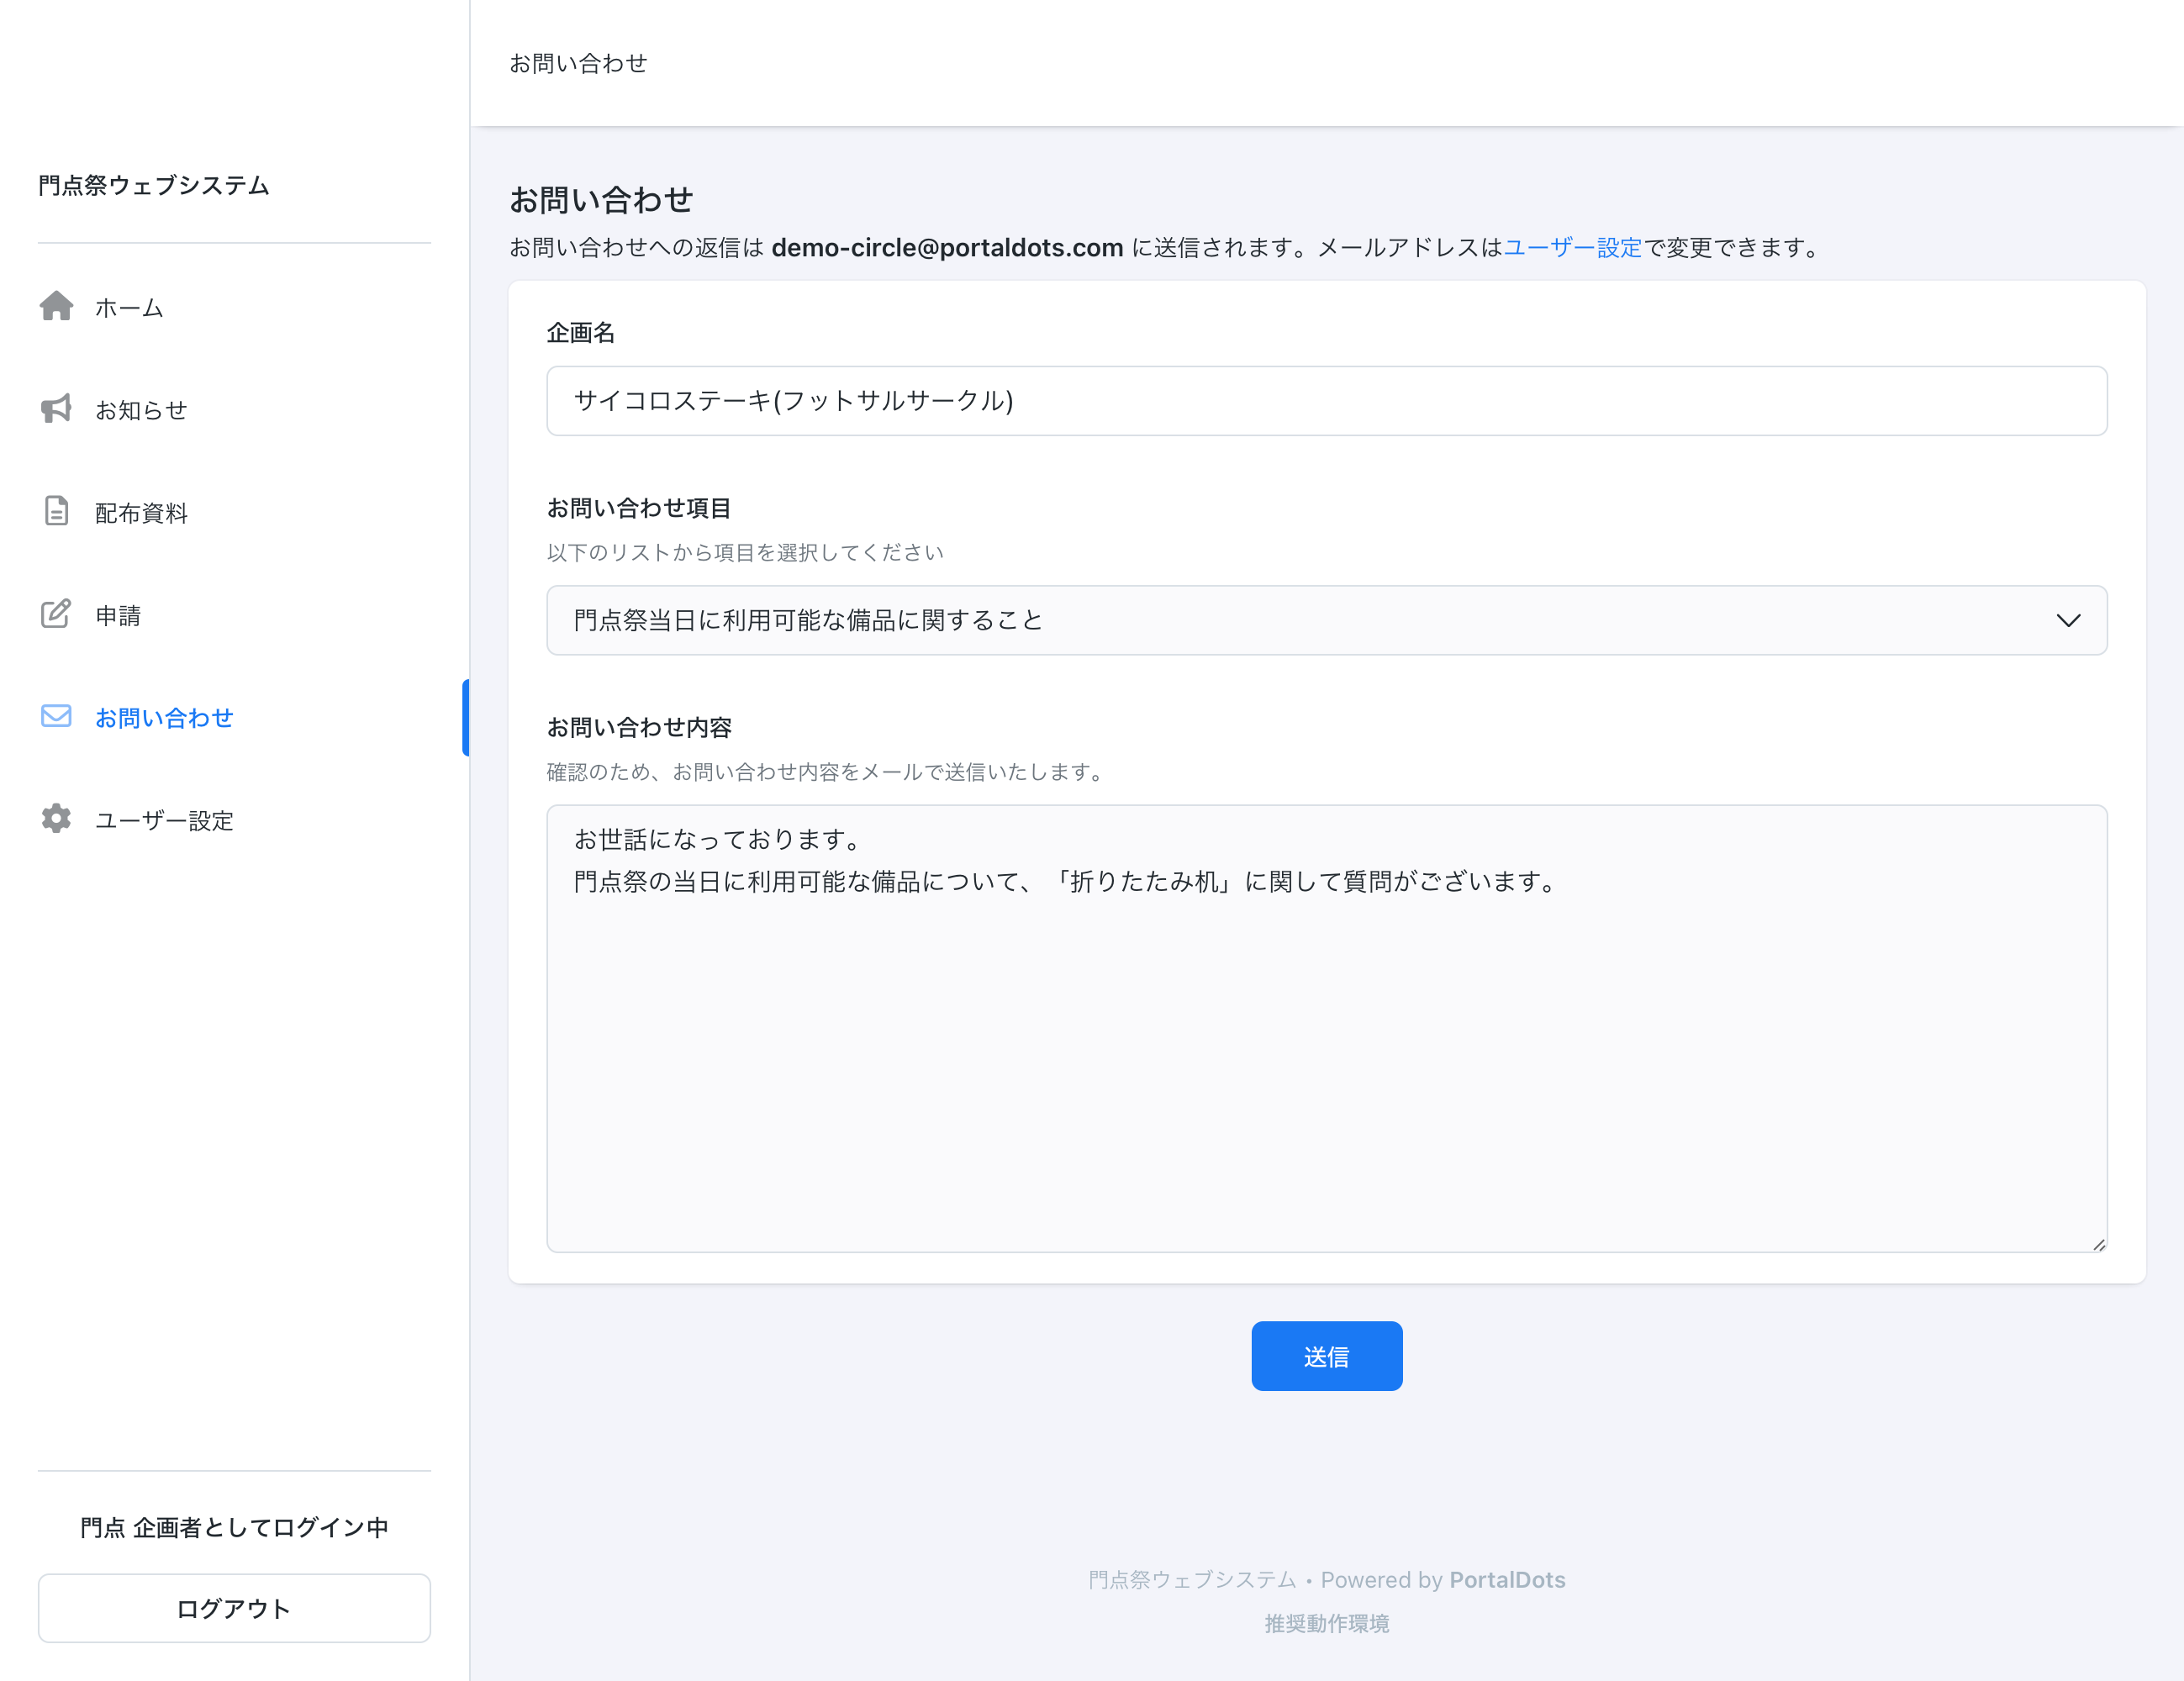 門点祭ウェブシステム
ホーム
お知らせ
配布資料
申請
お問い合わせ
ユーザー設定
門点 企画者としてログイン中
ログアウト
お問い合わせ
お問い合わせ
お問い合わせへの返信は demo-circle@portaldots.com に送信されます。メールアドレスはユーザー設定で変更できます。
企画名
サイコロステーキ(フットサルサークル)
お問い合わせ項目
以下のリストから項目を選択してください
門点祭当日に利用可能な備品に関すること
お問い合わせ内容
確認のため、お問い合わせ内容をメールで送信いたします。
お世話になっております。
門点祭の当日に利用可能な備品について、「折りたたみ机」に関して質問がございます。
送信
門点祭ウェブシステム • Powered by PortalDots
推奨動作環境